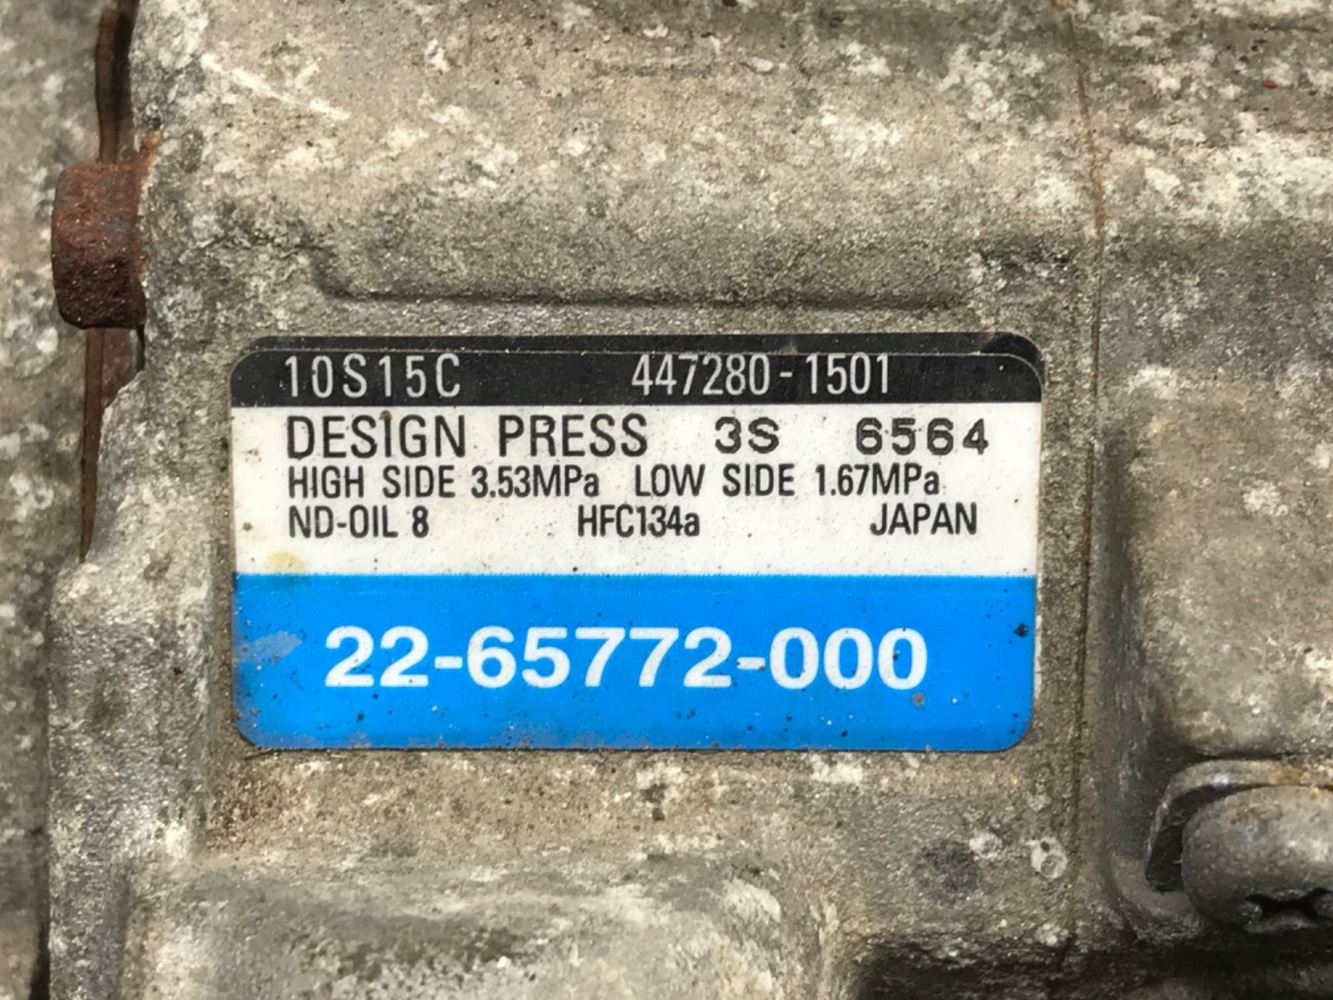 10S15C 447280-1501
DESIGN PRESS 3S 6564
HIGH SIDE 3.53MPa LOW SIDE 1.67MPa
ND-OIL 8 HFC134a JAPAN
22-65772-000